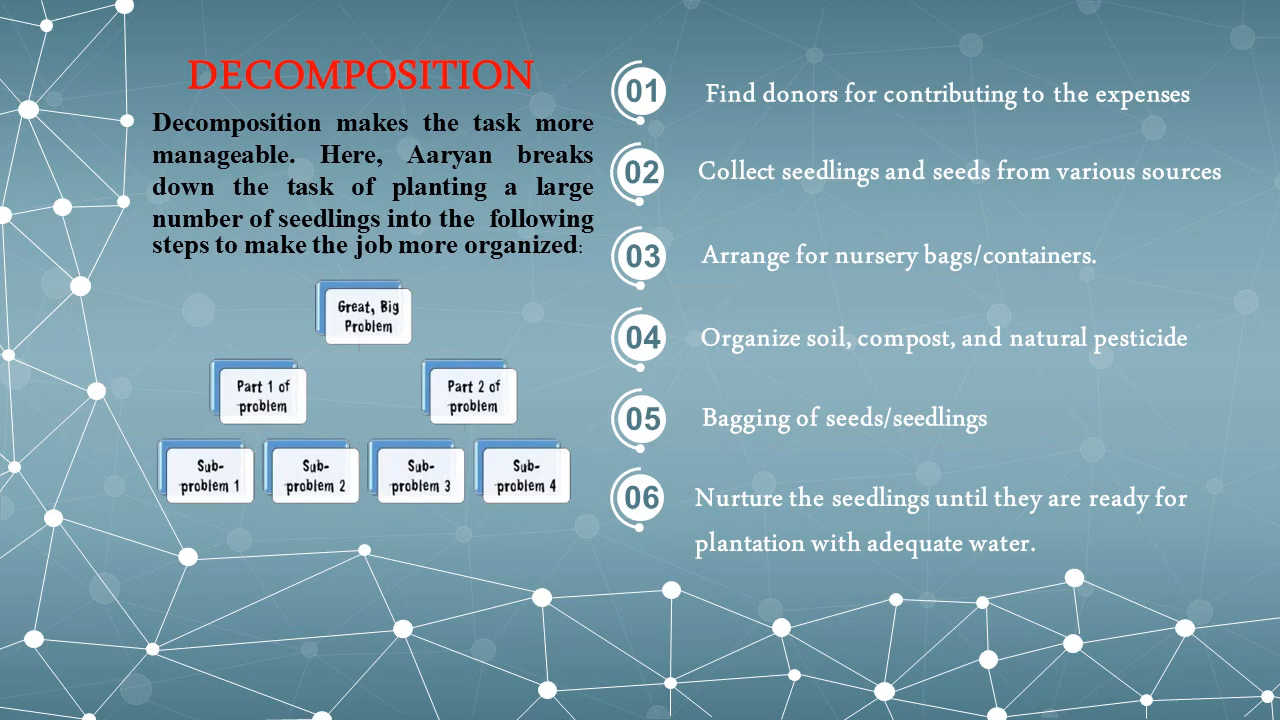 DECOMPOSITION
Decomposition makes the task more
manageable. Here, Aaryan breaks
down the task of planting a large
number of seedlings into the following
steps to make the job more organized:
Great, Big
Problem
Part 1 of
problem
Part 2 of
problem
Sub-
problem 1
Sub-
problem 2
Sub-
problem 3
Sub-
problem 4
01 Find donors for contributing to the expenses
02 Collect seedlings and seeds from various sources
03 Arrange for nursery bags/containers.
04 Organize soil, compost, and natural pesticide
05 Bagging of seeds/seedlings
06 Nurture the seedlings until they are ready for
plantation with adequate water.